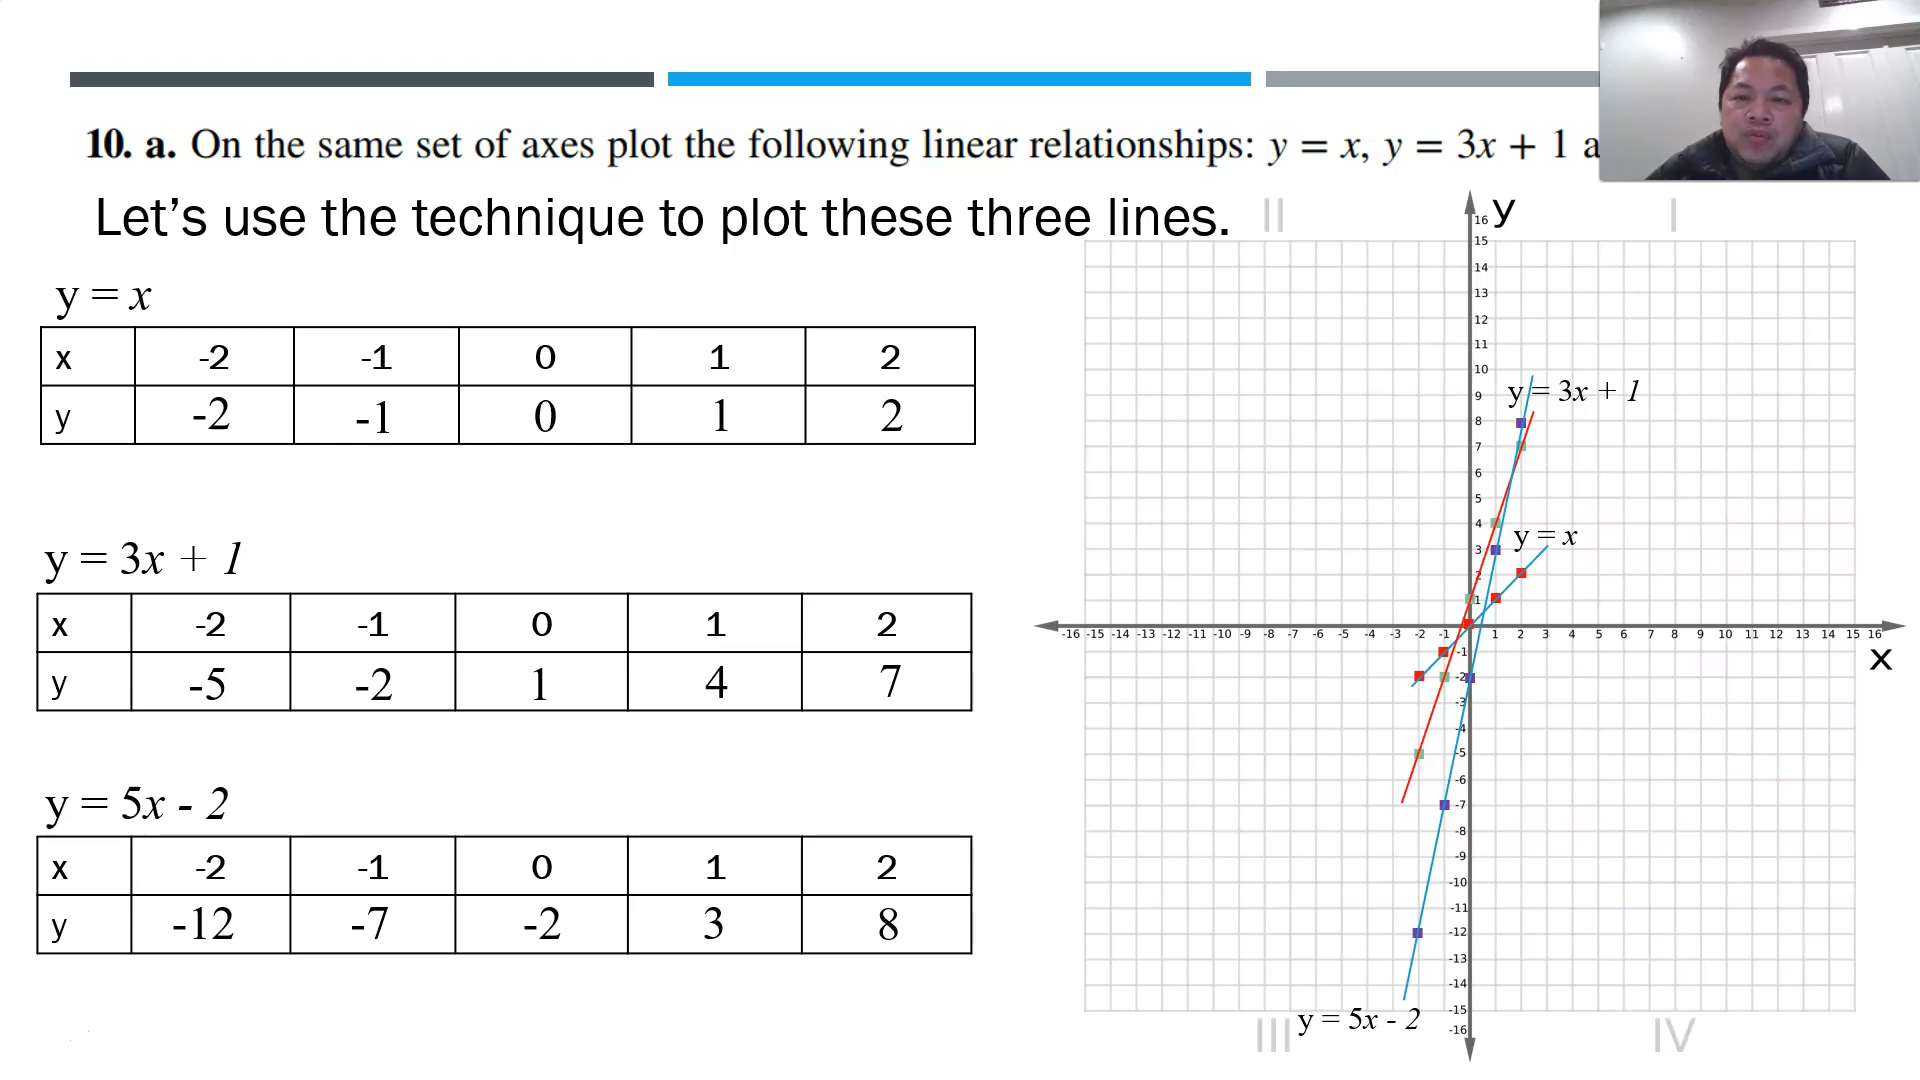 10. a. On the same set of axes plot the following linear relationships: y = x, y = 3x + 1 a
Let's use the technique to plot these three lines.
y = x
x -2 -1 0 1 2
y -2 -1 0 1 2
y = 3x + 1
x -2 -1 0 1 2
y -5 -2 1 4 7
y = 5x - 2
x -2 -1 0 1 2
y -12 -7 -2 3 8
II
I
y
16
15
14
13
12
11
10
9
8
7
6
5
4
3
2
1
y = 3x + 1
y = x
-16 -15 -14 -13 -12 -11 -10 -9 -8 -7 -6 -5 -4 -3 -2 -1 1 2 3 4 5 6 7 8 9 10 11 12 13 14 15 16
x
-1
-2
-3
-4
-5
-6
-7
-8
-9
-10
-11
-12
-13
-14
-15
-16
III
y = 5x - 2
IV